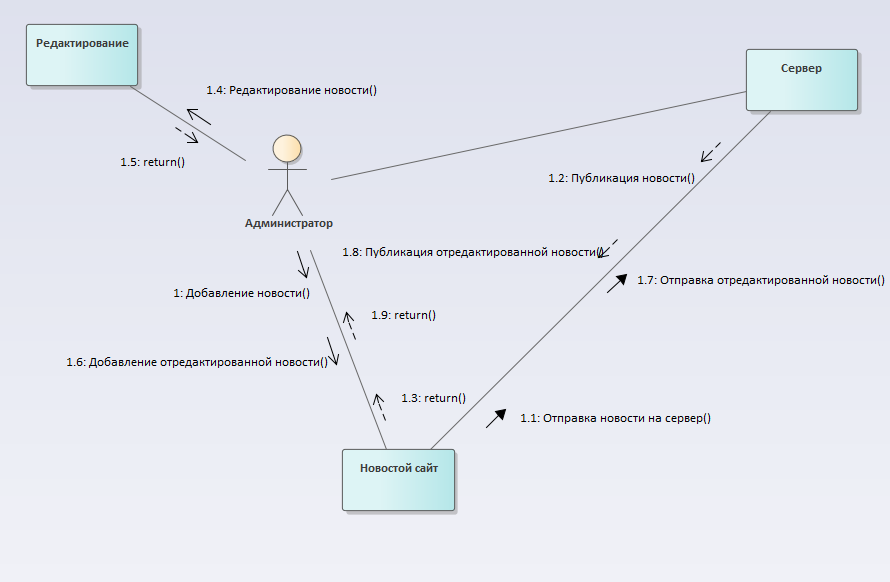 Редактирование
Сервер
1.4: Редактирование новости()
1.5: return()
1.2: Публикация новости()
Администратор
1.8: Публикация отредактированной новости()
1.7: Отправка отредактированной новости()
1: Добавление новости()
1.9: return()
1.6: Добавление отредактированной новости()
1.3: return()
1.1: Отправка новости на сервер()
Новостой сайт